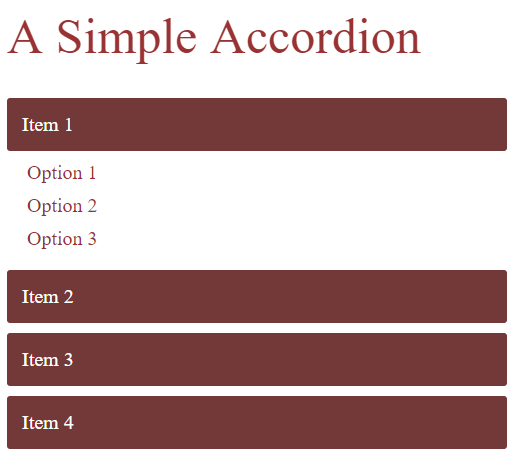 A Simple Accordion
Item 1
Option 1
Option 2
Option 3
Item 2
Item 3
Item 4